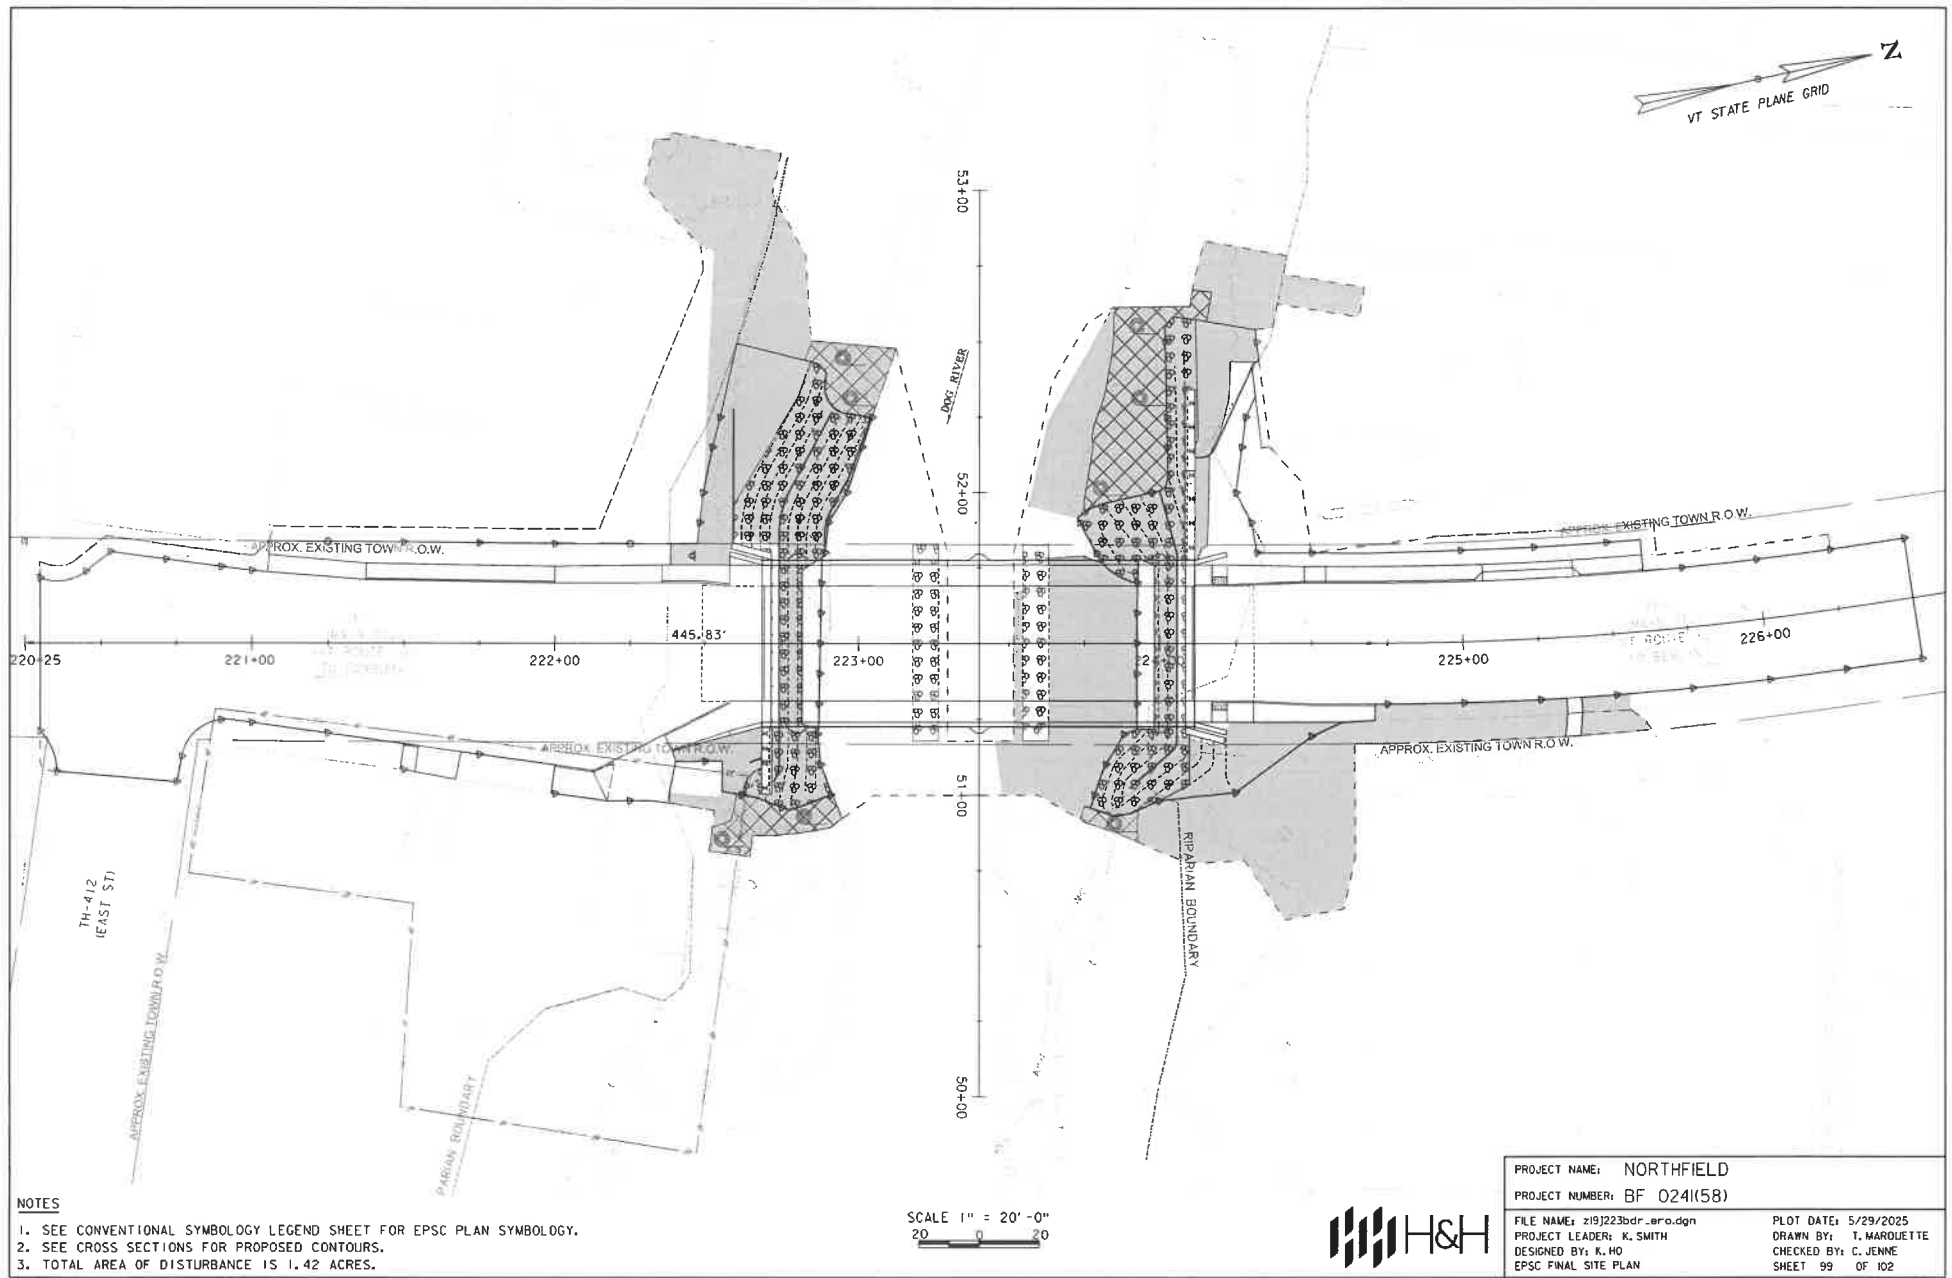 Z
VT STATE PLANE GRID
53+00
DOG RIVER
52+00
APPROX. EXISTING TOWN R.O.W.
APPROX. EXISTING TOWN R.O.W.
445.83'
220+25
221+00
222+00
223+00
225+00
226+00
APPROX. EXISTING TOWN R.O.W.
APPROX. EXISTING TOWN R.O.W.
51+00
TH-412
(EAST ST)
RIPARIAN BOUNDARY
APPROX. EXISTING TOWN R.O.W.
50+00
PARIAN BOUNDARY
NOTES
1. SEE CONVENTIONAL SYMBOLOGY LEGEND SHEET FOR EPSC PLAN SYMBOLOGY.
2. SEE CROSS SECTIONS FOR PROPOSED CONTOURS.
3. TOTAL AREA OF DISTURBANCE IS 1.42 ACRES.
SCALE 1" = 20'-0"
20 0 20
H&H
PROJECT NAME: NORTHFIELD
PROJECT NUMBER: BF 0241(58)
FILE NAME: z19j223bdr_ero.dgn
PROJECT LEADER: K. SMITH
DESIGNED BY: K. HO
EPSC FINAL SITE PLAN
PLOT DATE: 5/29/2025
DRAWN BY: T. MARQUETTE
CHECKED BY: C. JENNE
SHEET 99 OF 102